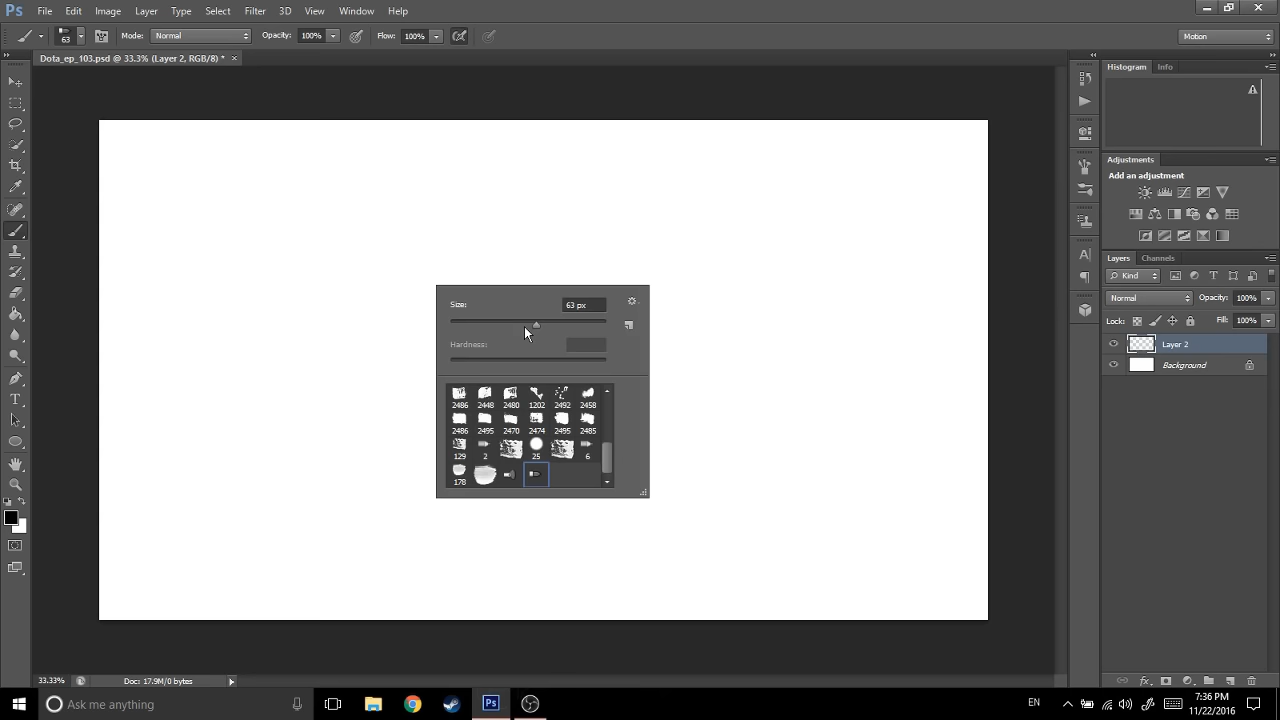 Ps File Edit Image Layer Type Select Filter 3D View Window Help
63 Mode: Normal Opacity: 100% Flow: 100% Motion
Dota_ep_103.psd @ 33.3% (Layer 2, RGB/8) * ×
Histogram Info
Adjustments
Add an adjustment
Layers Channels
Kind
Normal Opacity: 100%
Lock: Fill: 100%
Layer 2
Background
Size: 63 px
Hardness:
2486 2448 2480 1202 2492 2458
2486 2495 2470 2474 2495 2485
129 2 25 6
178
33.33% Doc: 17.9M/0 bytes
Ask me anything
Ps
EN
7:36 PM
11/22/2016